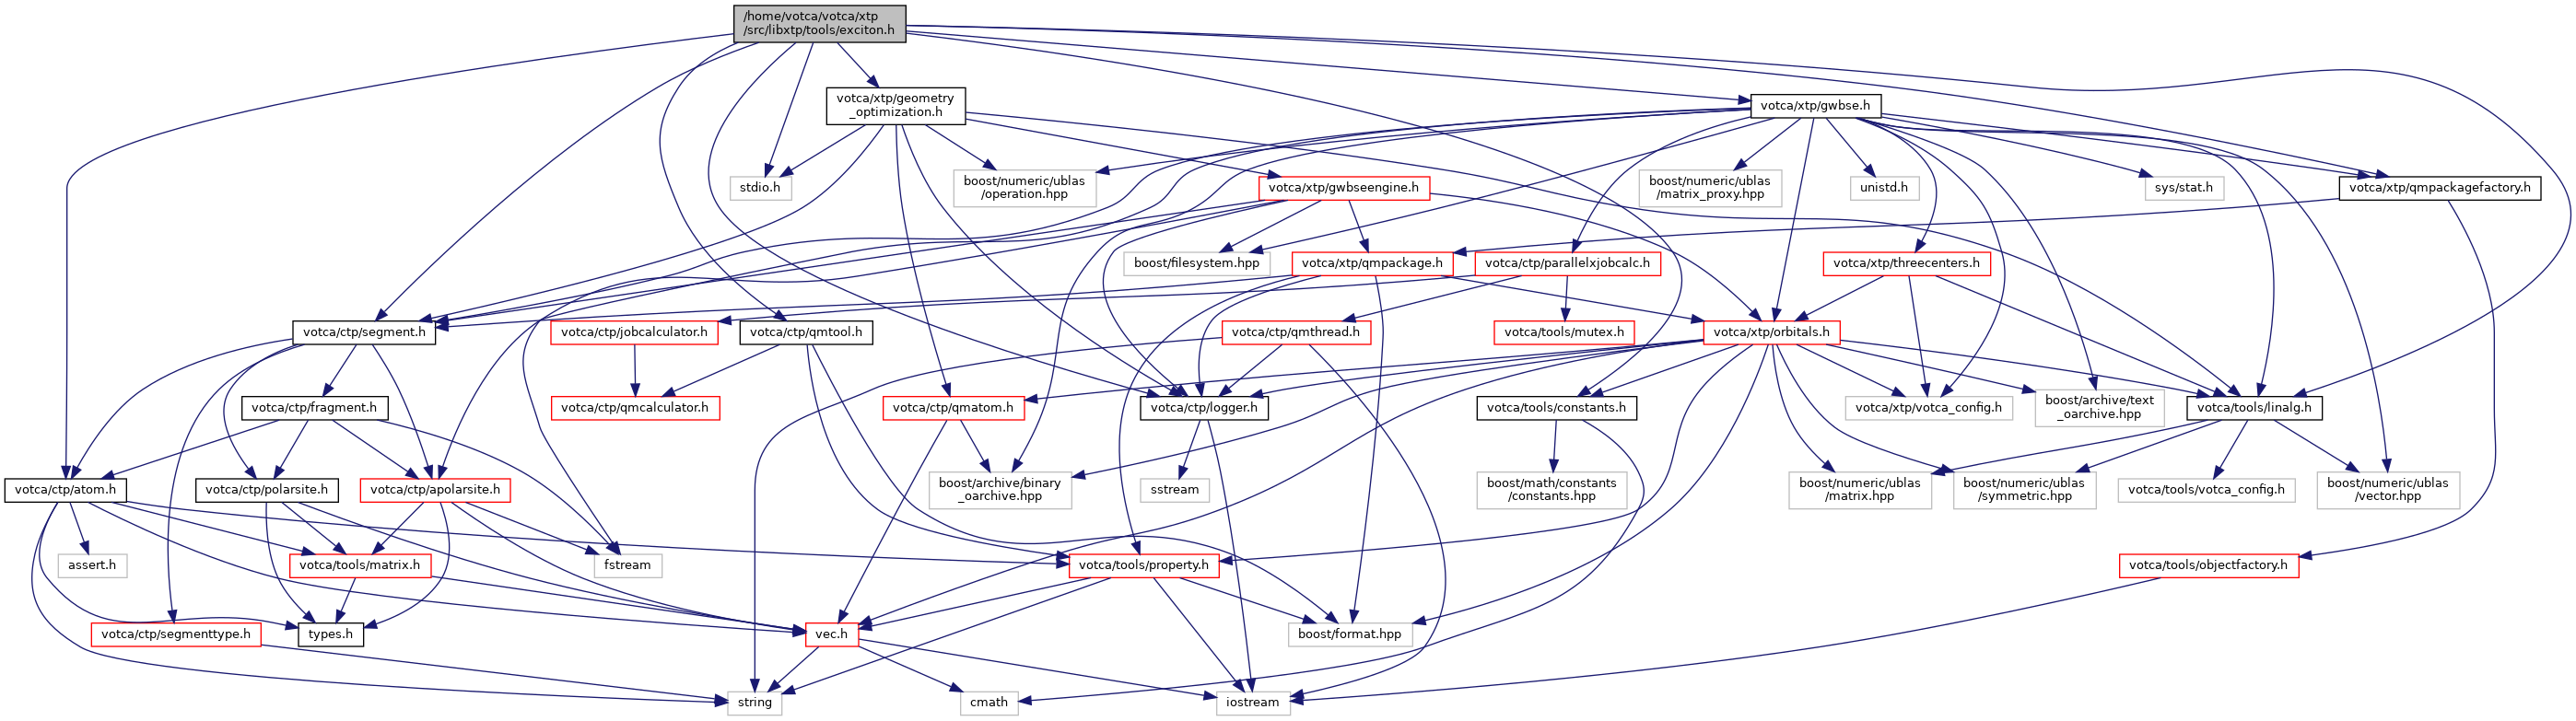 /home/votca/votca/xtp
/src/libxtp/tools/exciton.h
votca/xtp/geometry
_optimization.h
votca/xtp/gwbse.h
stdio.h
boost/numeric/ublas
/operation.hpp
votca/xtp/gwbseengine.h
boost/numeric/ublas
/matrix_proxy.hpp
unistd.h
sys/stat.h
votca/xtp/qmpackagefactory.h
boost/filesystem.hpp
votca/xtp/qmpackage.h
votca/ctp/parallelxjobcalc.h
votca/xtp/threecenters.h
votca/ctp/segment.h
votca/ctp/jobcalculator.h
votca/ctp/qmtool.h
votca/ctp/qmthread.h
votca/tools/mutex.h
votca/xtp/orbitals.h
votca/ctp/fragment.h
votca/ctp/qmcalculator.h
votca/ctp/qmatom.h
votca/ctp/logger.h
votca/tools/constants.h
votca/xtp/votca_config.h
boost/archive/text
_oarchive.hpp
votca/tools/linalg.h
votca/ctp/atom.h
votca/ctp/polarsite.h
votca/ctp/apolarsite.h
boost/archive/binary
_oarchive.hpp
sstream
boost/math/constants
/constants.hpp
boost/numeric/ublas
/matrix.hpp
boost/numeric/ublas
/symmetric.hpp
votca/tools/votca_config.h
boost/numeric/ublas
/vector.hpp
assert.h
votca/tools/matrix.h
fstream
votca/tools/property.h
votca/tools/objectfactory.h
votca/ctp/segmenttype.h
types.h
vec.h
boost/format.hpp
string
cmath
iostream